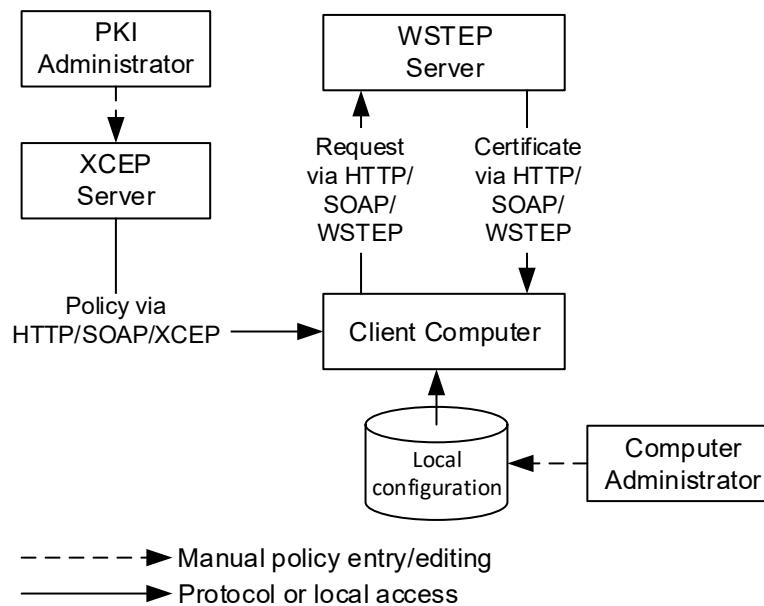 PKI
Administrator
WSTEP
Server
XCEP
Server
Request
via HTTP/
SOAP/
WSTEP
Certificate
via HTTP/
SOAP/
WSTEP
Policy via
HTTP/SOAP/XCEP
Client Computer
Local
configuration
Computer
Administrator
Manual policy entry/editing
Protocol or local access